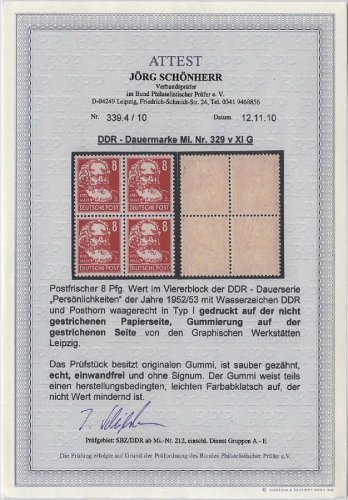 ATTEST
JÖRG SCHÖNHERR
Verbandsprüfer
im Bund Philatelistischer Prüfer e. V.
D-04249 Leipzig, Friedrich-Schmidt-Str. 24, Tel. 0341 9468856
Nr. 339.4 / 10 Datum 12.11.10
DDR - Dauermarke Mi. Nr. 329 v XI G
8 8
DEUTSCHE POST DEUTSCHE POST
8 8
DEUTSCHE POST DEUTSCHE POST
Postfrischer 8 Pfg. Wert im Viererblock der DDR - Dauerserie
„Persönlichkeiten" der Jahre 1952/53 mit Wasserzeichen DDR
und Posthorn waagerecht in Typ I gedruckt auf der nicht
gestrichenen Papierseite, Gummierung auf der
gestrichenen Seite von den Graphischen Werkstätten
Leipzig.
Das Prüfstück besitzt originalen Gummi, ist sauber gezähnt,
echt, einwandfrei und ohne Signum. Der Gummi weist teils
einen herstellungsbedingten, leichten Farbabklatsch auf, der
nicht Wert mindernd ist.
Prüfgebiet: SBZ/DDR ab Mi.-Nr. 212, einschl. Dienst Gruppen A - E
Die Prüfung erfolgte auf Grund der Prüfordnung des Bundes Philatelistischer Prüfer e.V.